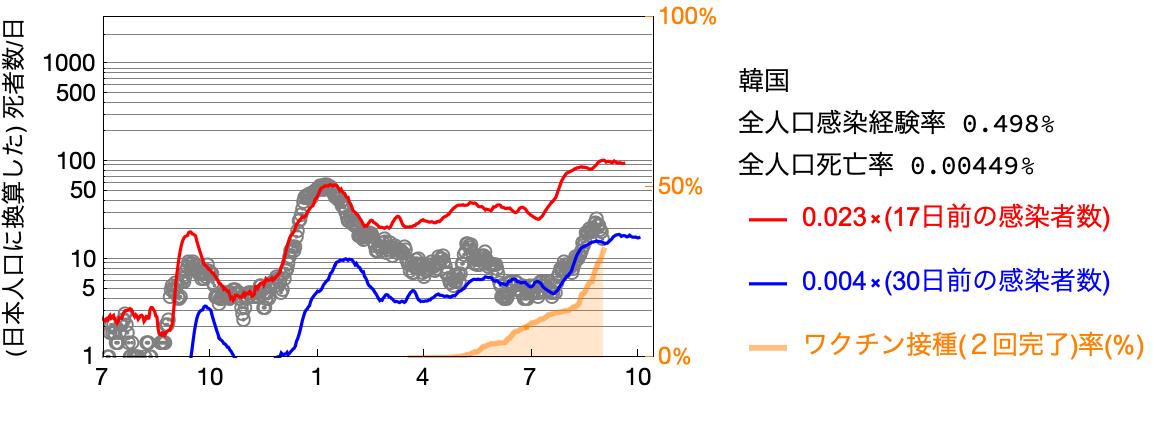 (日本人口に換算した) 死者数/日
1000
500
100
50
10
5
1
7 10 1 4 7 10
100%
50%
0%
韓国
全人口感染経験率 0.498%
全人口死亡率 0.00449%
0.023×(17日前の感染者数)
0.004×(30日前の感染者数)
ワクチン接種(２回完了)率(%)